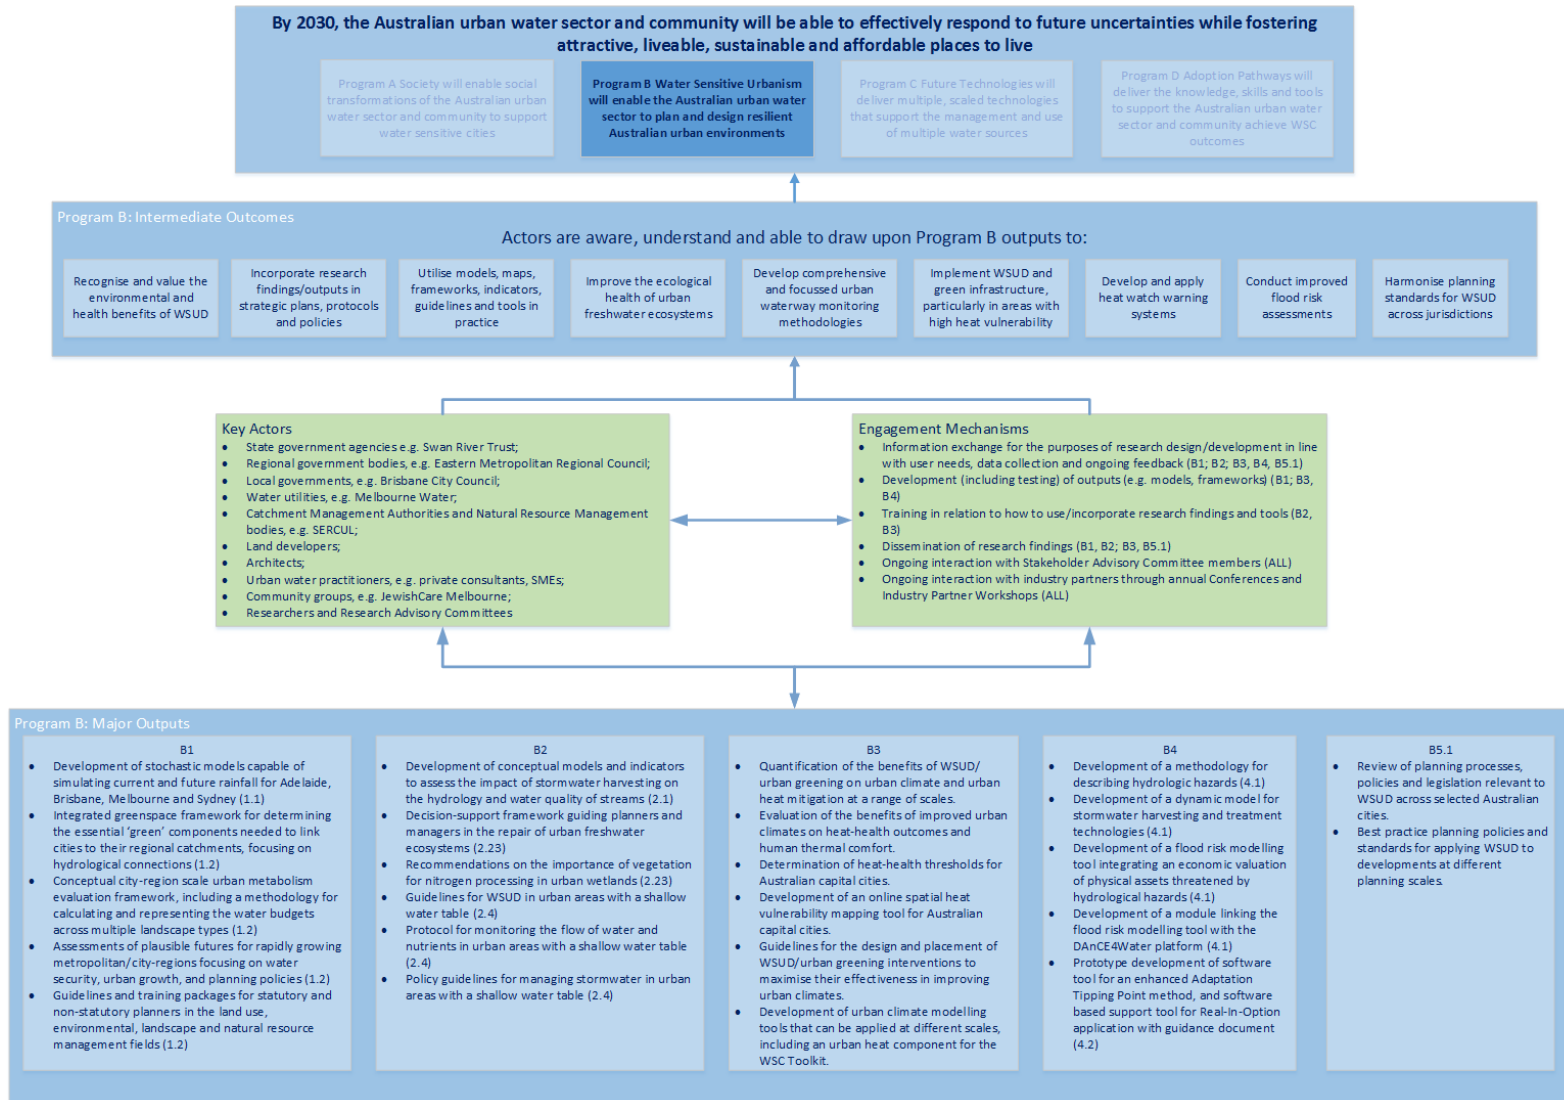 By 2030, the Australian urban water sector and community will be able to effectively respond to future uncertainties while fostering
attractive, liveable, sustainable and affordable places to live
Program A Society will enable social
transformations of the Australian urban
water sector and community to support
water sensitive cities
Program B Water Sensitive Urbanism
will enable the Australian urban water
sector to plan and design resilient
Australian urban environments
Program C Future Technologies will
deliver multiple, scaled technologies
that support the management and use
of multiple water sources
Program D Adoption Pathways will
deliver the knowledge, skills and tools
to support the Australian urban water
sector and community achieve WSC
outcomes
Program B: Intermediate Outcomes
Actors are aware, understand and able to draw upon Program B outputs to:
Recognise and value the
environmental and
health benefits of WSUD
Incorporate research
findings/outputs in
strategic plans, protocols
and policies
Utilise models, maps,
frameworks, indicators,
guidelines and tools in
practice
Improve the ecological
health of urban
freshwater ecosystems
Develop comprehensive
and focussed urban
waterway monitoring
methodologies
Implement WSUD and
green infrastructure,
particularly in areas with
high heat vulnerability
Develop and apply
heat watch warning
systems
Conduct improved
flood risk
assessments
Harmonise planning
standards for WSUD
across jurisdictions
Key Actors
• State government agencies e.g. Swan River Trust;
• Regional government bodies, e.g. Eastern Metropolitan Regional Council;
• Local governments, e.g. Brisbane City Council;
• Water utilities, e.g. Melbourne Water;
• Catchment Management Authorities and Natural Resource Management
bodies, e.g. SERCUL;
• Land developers;
• Architects;
• Urban water practitioners, e.g. private consultants, SMEs;
• Community groups, e.g. JewishCare Melbourne;
• Researchers and Research Advisory Committees
Engagement Mechanisms
• Information exchange for the purposes of research design/development in line
with user needs, data collection and ongoing feedback (B1; B2; B3, B4, B5.1)
• Development (including testing) of outputs (e.g. models, frameworks) (B1; B3,
B4)
• Training in relation to how to use/incorporate research findings and tools (B2,
B3)
• Dissemination of research findings (B1, B2; B3, B5.1)
• Ongoing interaction with Stakeholder Advisory Committee members (ALL)
• Ongoing interaction with industry partners through annual Conferences and
Industry Partner Workshops (ALL)
Program B: Major Outputs
B1
• Development of stochastic models capable of
simulating current and future rainfall for Adelaide,
Brisbane, Melbourne and Sydney (1.1)
• Integrated greenspace framework for determining
the essential ‘green’ components needed to link
cities to their regional catchments, focusing on
hydrological connections (1.2)
• Conceptual city-region scale urban metabolism
evaluation framework, including a methodology for
calculating and representing the water budgets
across multiple landscape types (1.2)
• Assessments of plausible futures for rapidly growing
metropolitan/city-regions focusing on water
security, urban growth, and planning policies (1.2)
• Guidelines and training packages for statutory and
non-statutory planners in the land use,
environmental, landscape and natural resource
management fields (1.2)
B2
• Development of conceptual models and indicators
to assess the impact of stormwater harvesting on
the hydrology and water quality of streams (2.1)
• Decision-support framework guiding planners and
managers in the repair of urban freshwater
ecosystems (2.23)
• Recommendations on the importance of vegetation
for nitrogen processing in urban wetlands (2.23)
• Guidelines for WSUD in urban areas with a shallow
water table (2.4)
• Protocol for monitoring the flow of water and
nutrients in urban areas with a shallow water table
(2.4)
• Policy guidelines for managing stormwater in urban
areas with a shallow water table (2.4)
B3
• Quantification of the benefits of WSUD/
urban greening on urban climate and urban
heat mitigation at a range of scales.
• Evaluation of the benefits of improved urban
climates on heat-health outcomes and
human thermal comfort.
• Determination of heat-health thresholds for
Australian capital cities.
• Development of an online spatial heat
vulnerability mapping tool for Australian
capital cities.
• Guidelines for the design and placement of
WSUD/urban greening interventions to
maximise their effectiveness in improving
urban climates.
• Development of urban climate modelling
tools that can be applied at different scales,
including an urban heat component for the
WSC Toolkit.
B4
• Development of a methodology for
describing hydrologic hazards (4.1)
• Development of a dynamic model for
stormwater harvesting and treatment
technologies (4.1)
• Development of a flood risk modelling
tool integrating an economic valuation
of physical assets threatened by
hydrological hazards (4.1)
• Development of a module linking the
flood risk modelling tool with the
DAnCE4Water platform (4.1)
• Prototype development of software
tool for an enhanced Adaptation
Tipping Point method, and software
based support tool for Real-In-Option
application with guidance document
(4.2)
B5.1
• Review of planning processes,
policies and legislation relevant to
WSUD across selected Australian
cities.
• Best practice planning policies and
standards for applying WSUD to
developments at different
planning scales.